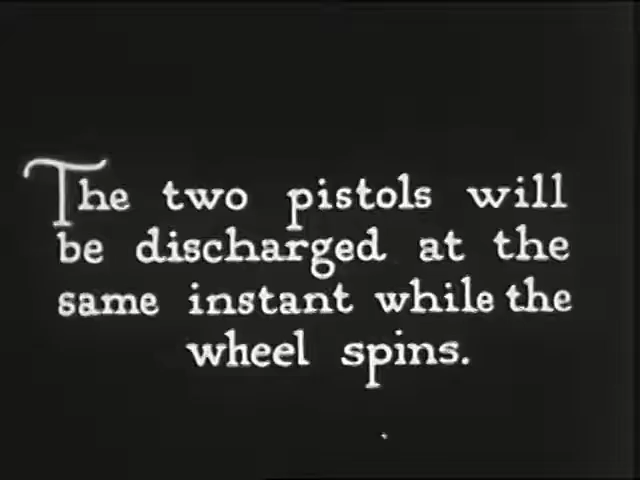 The two pistols will
be discharged at the
same instant while the
wheel spins.